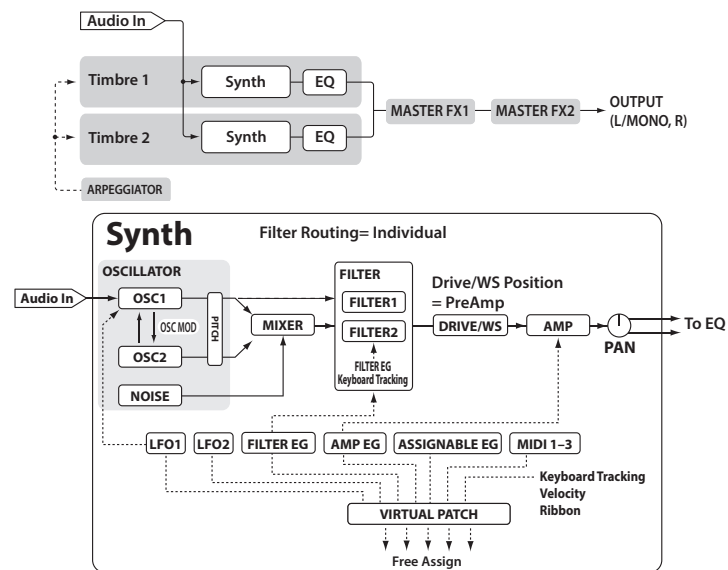 Audio In
Timbre 1
Synth
EQ
Timbre 2
Synth
EQ
MASTER FX1
MASTER FX2
OUTPUT
(L/MONO, R)
ARPEGGIATOR
Synth
Filter Routing= Individual
OSCILLATOR
Audio In
OSC1
OSC MOD
OSC2
PITCH
NOISE
MIXER
FILTER
FILTER1
FILTER2
FILTER EG
Keyboard Tracking
Drive/WS Position
= PreAmp
DRIVE/WS
AMP
PAN
To EQ
LFO1
LFO2
FILTER EG
AMP EG
ASSIGNABLE EG
MIDI 1–3
Keyboard Tracking
Velocity
Ribbon
VIRTUAL PATCH
Free Assign